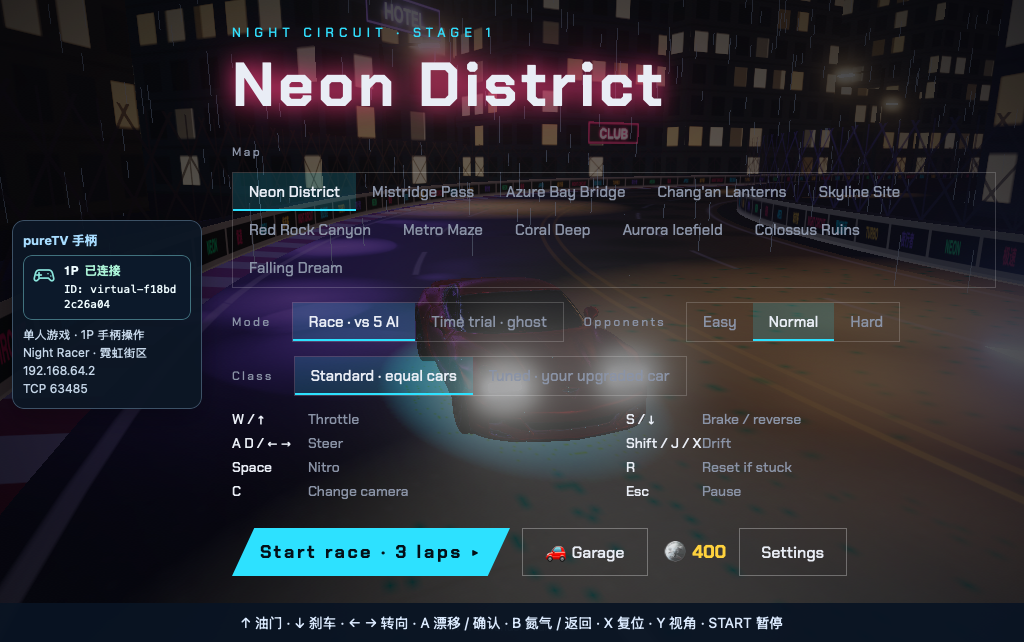 HOTEL
NIGHT CIRCUIT · STAGE 1
Neon District
CLUB
Map
Neon District Mistridge Pass Azure Bay Bridge Chang'an Lanterns Skyline Site
Red Rock Canyon Metro Maze Coral Deep Aurora Icefield Colossus Ruins
Falling Dream
NEON
pureTV 手柄
1P 已连接
ID: virtual-f18bd
2c26a04
单人游戏 · 1P 手柄操作
Night Racer · 霓虹街区
192.168.64.2
TCP 63485
Mode Race · vs 5 AI Time trial · ghost Opponents Easy Normal Hard
Class Standard · equal cars Tuned · your upgraded car
W / ↑ Throttle S / ↓ Brake / reverse
A D / ← → Steer Shift / J / X Drift
Space Nitro R Reset if stuck
C Change camera Esc Pause
Start race · 3 laps ▸ Garage 400 Settings
↑ 油门 · ↓ 刹车 · ← → 转向 · A 漂移 / 确认 · B 氮气 / 返回 · X 复位 · Y 视角 · START 暂停